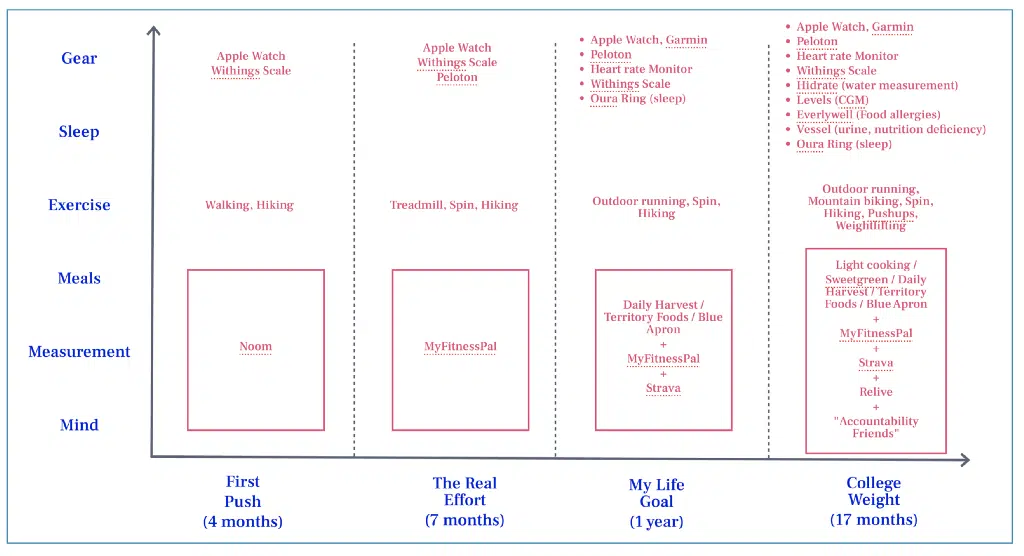 Gear
Sleep
Exercise
Meals
Measurement
Mind
Apple Watch
Withings Scale
Walking, Hiking
Noom
First
Push
(4 months)
Apple Watch
Withings Scale
Peloton
Treadmill, Spin, Hiking
MyFitnessPal
The Real
Effort
(7 months)
• Apple Watch, Garmin
• Peloton
• Heart rate Monitor
• Withings Scale
• Oura Ring (sleep)
Outdoor running, Spin,
Hiking
Daily Harvest /
Territory Foods / Blue
Apron
+
MyFitnessPal
+
Strava
My Life
Goal
(1 year)
• Apple Watch, Garmin
• Peloton
• Heart rate Monitor
• Withings Scale
• Hidrate (water measurement)
• Levels (CGM)
• Everlywell (Food allergies)
• Vessel (urine, nutrition deficiency)
• Oura Ring (sleep)
Outdoor running,
Mountain biking, Spin,
Hiking, Pushups,
Weighlifting
Light cooking /
Sweetgreen / Daily
Harvest / Territory
Foods / Blue Apron
+
MyFitnessPal
+
Strava
+
Relive
+
"Accountability
Friends"
College
Weight
(17 months)